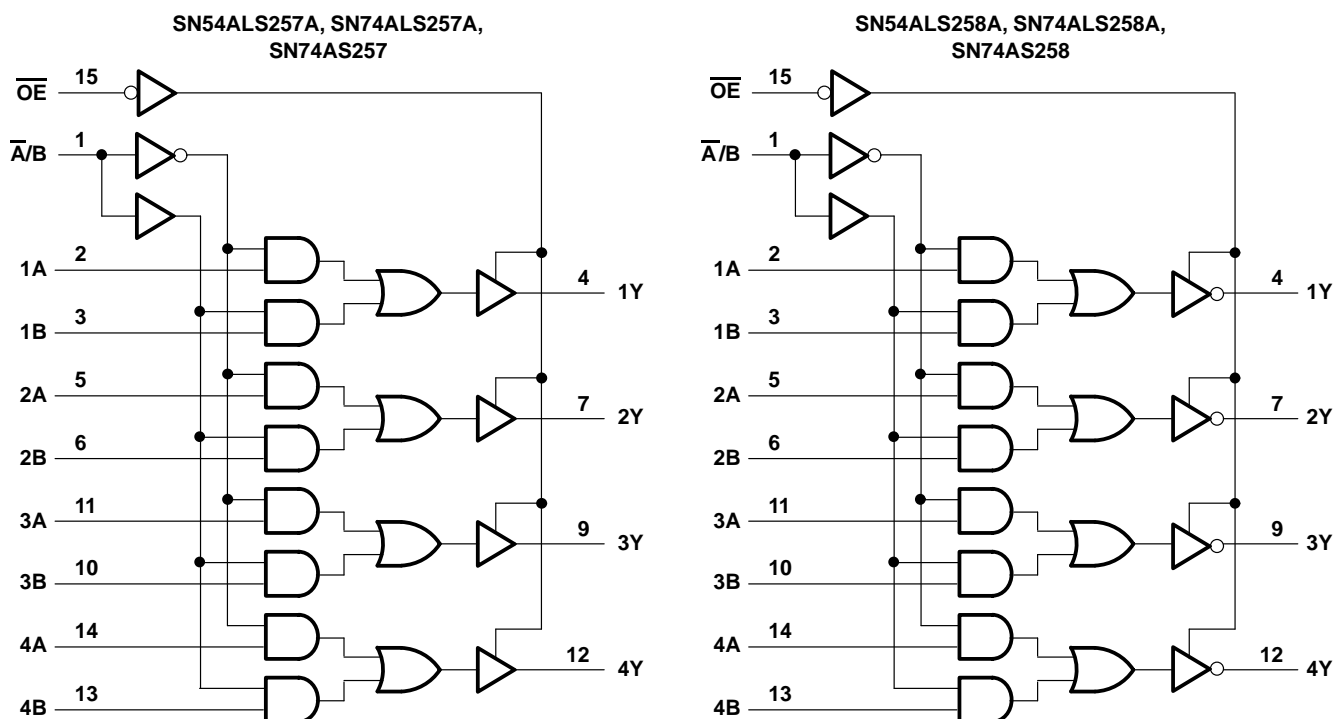 SN54ALS257A, SN74ALS257A,
SN74AS257
OE 15
A/B 1
1A 2
4 1Y
1B 3
2A 5
7 2Y
2B 6
3A 11
9 3Y
3B 10
4A 14
12 4Y
4B 13
SN54ALS258A, SN74ALS258A,
SN74AS258
OE 15
A/B 1
1A 2
4 1Y
1B 3
2A 5
7 2Y
2B 6
3A 11
9 3Y
3B 10
4A 14
12 4Y
4B 13